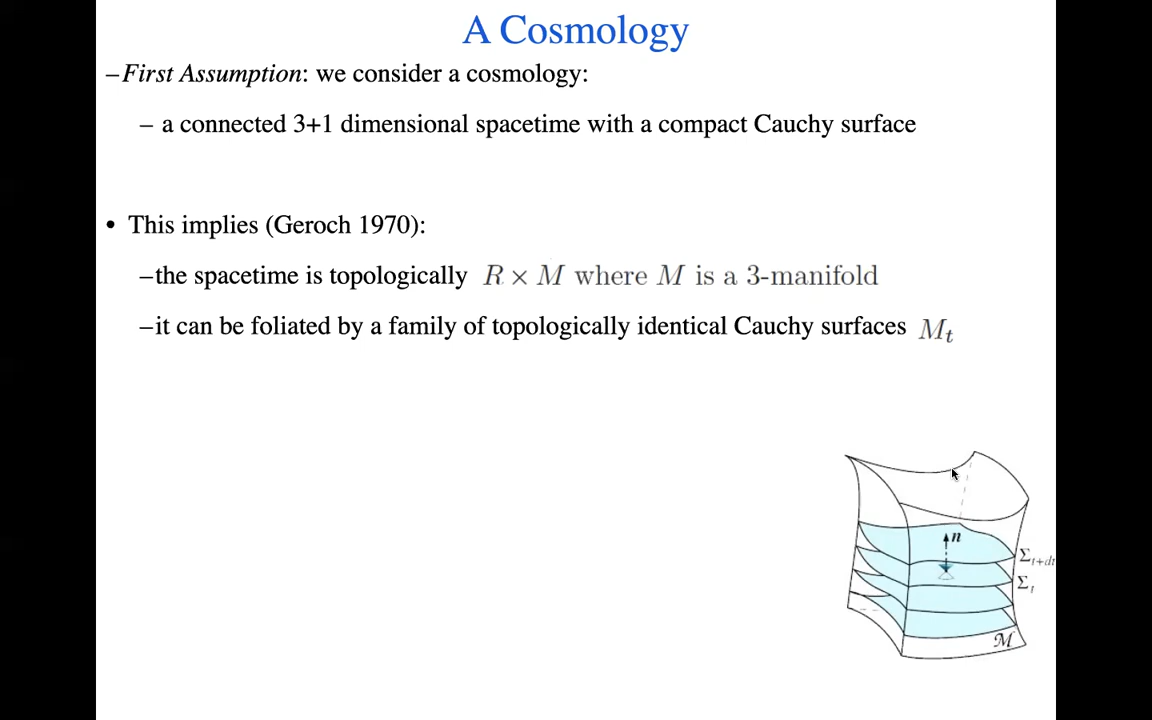 A Cosmology
–First Assumption: we consider a cosmology:
– a connected 3+1 dimensional spacetime with a compact Cauchy surface
• This implies (Geroch 1970):
–the spacetime is topologically R × M where M is a 3-manifold
–it can be foliated by a family of topologically identical Cauchy surfaces M_t
n
Σ_{t+dt}
Σ_t
ℳ